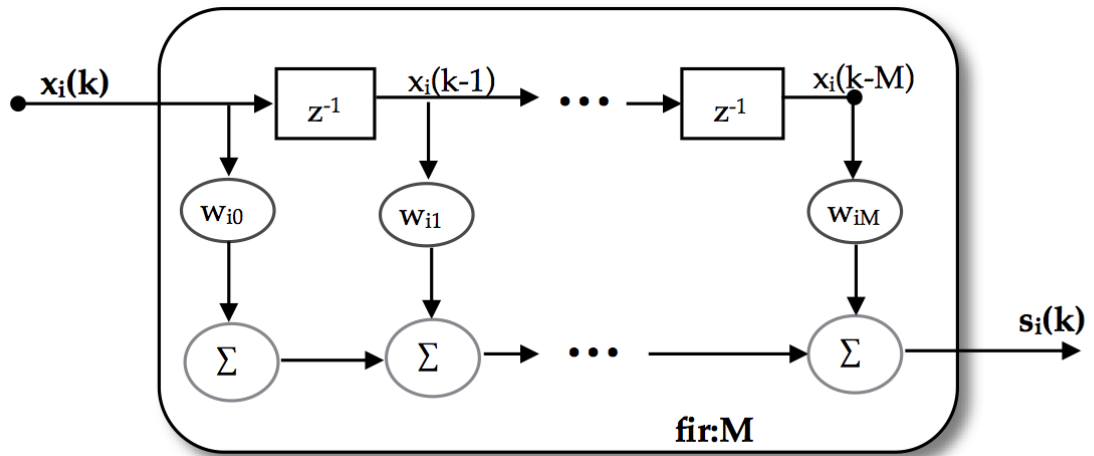 xᵢ(k)
z⁻¹
xᵢ(k-1)
•••
z⁻¹
xᵢ(k-M)
wᵢ₀
wᵢ₁
wᵢM
Σ
Σ
•••
Σ
sᵢ(k)
fir:M